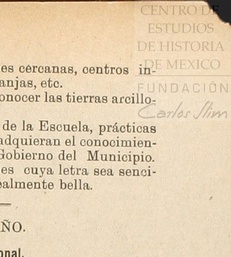 CENTRO DE
ESTUDIOS
DE HISTORIA
DE MEXICO
FUNDACIÓN
Carlos Slim
es cercanas, centros in-
anjas, etc.
onocer las tierras arcillo-
de la Escuela, prácticas
adquieran el conocimien-
Gobierno del Municipio.
es cuya letra sea senci-
ealmente bella.
ÑO.
onal.